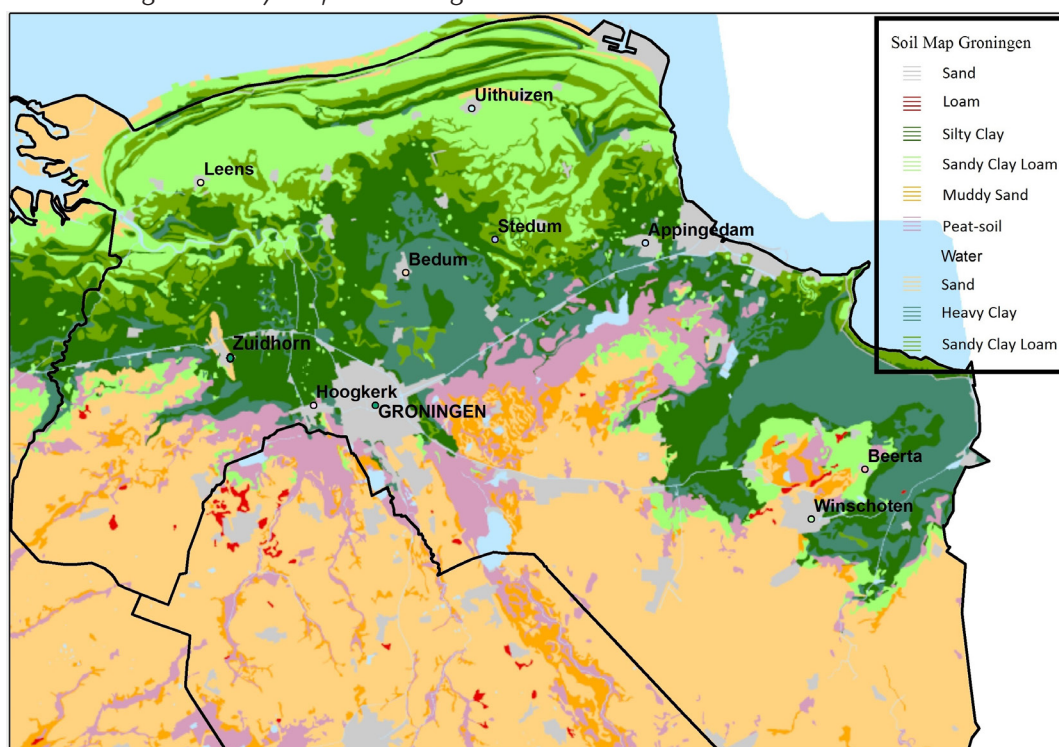 Soil Map Groningen
Sand
Loam
Silty Clay
Sandy Clay Loam
Muddy Sand
Peat-soil
Water
Sand
Heavy Clay
Sandy Clay Loam
Uithuizen
Leens
Stedum
Appingedam
Bedum
Zuidhorn
Hoogkerk
GRONINGEN
Beerta
Winschoten